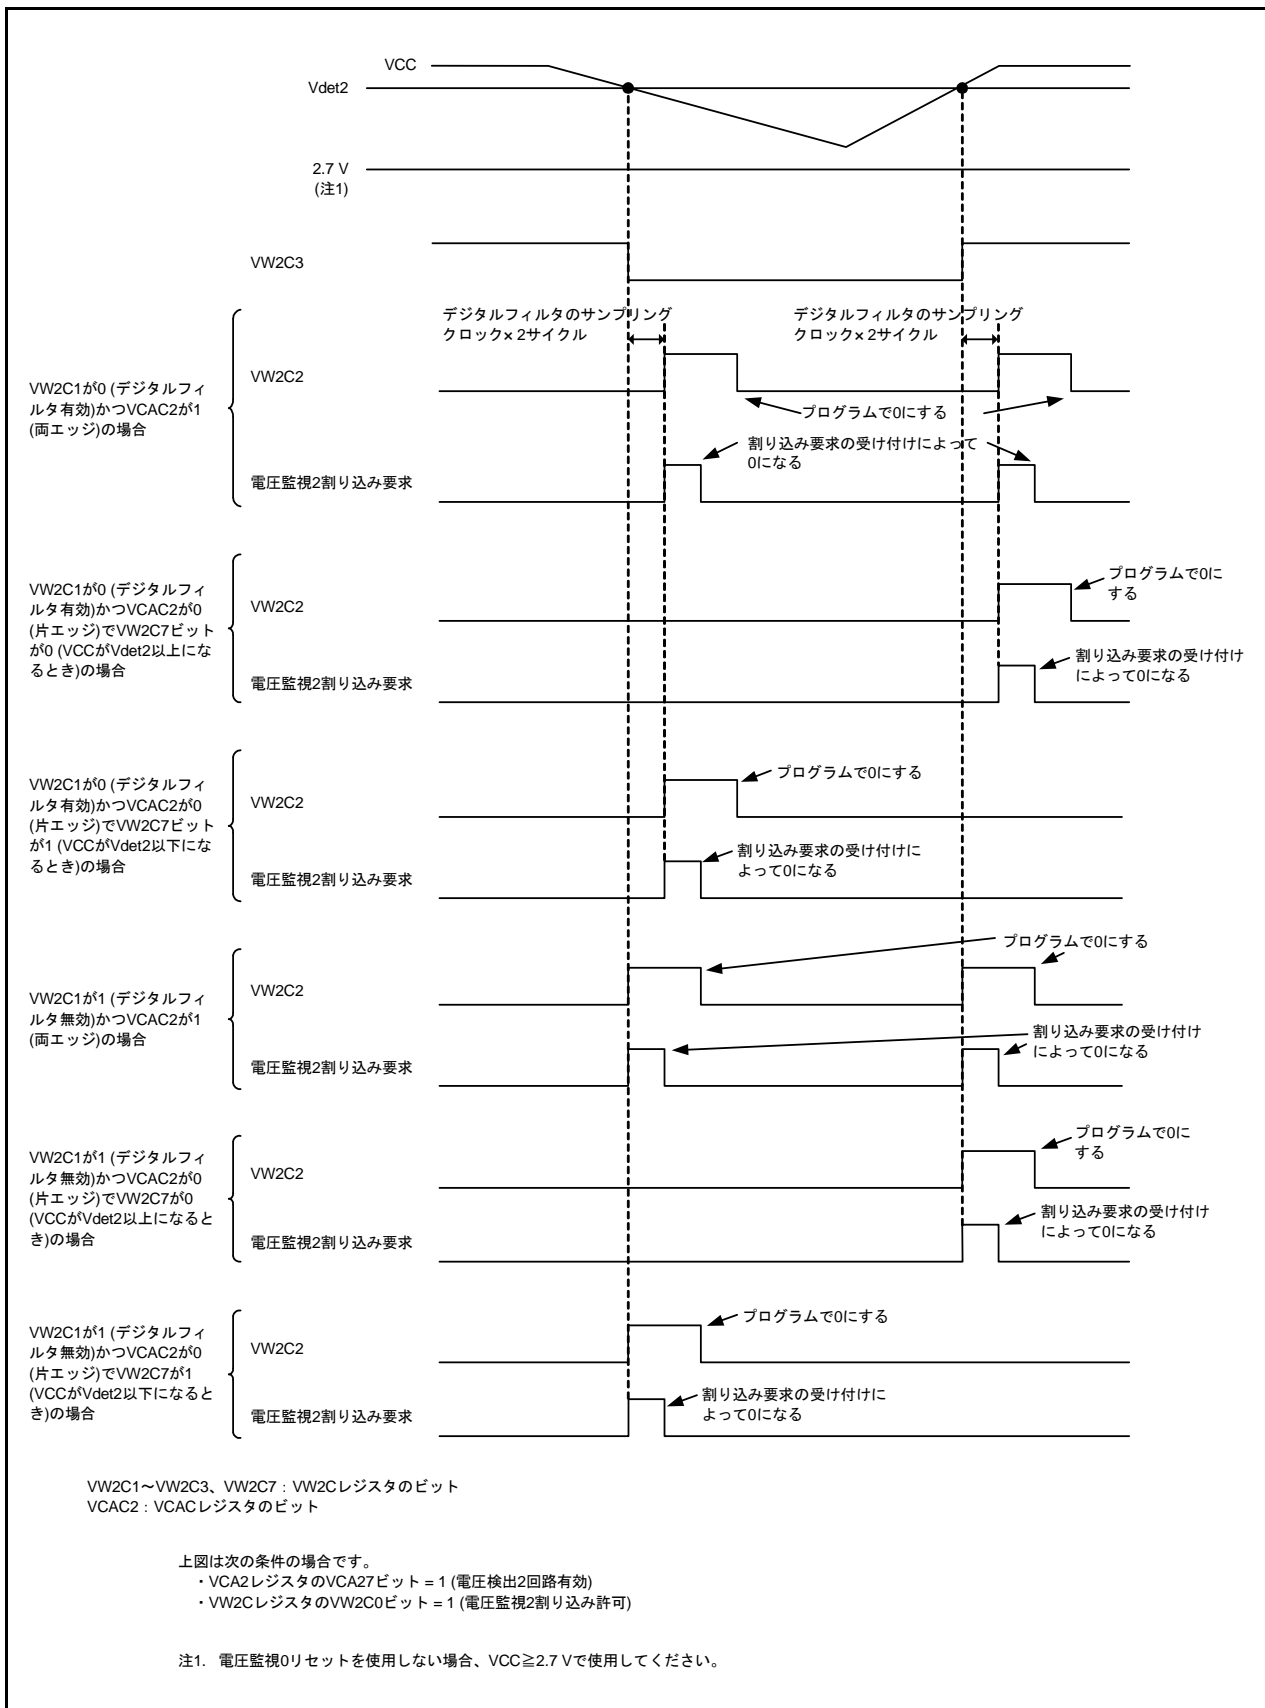 VCC
Vdet2
2.7 V
(注1)
VW2C3
デジタルフィルタのサンプリング
クロック× 2サイクル
デジタルフィルタのサンプリング
クロック× 2サイクル
VW2C1が0 (デジタルフィ
ルタ有効)かつVCAC2が1
(両エッジ)の場合
VW2C2
プログラムで0にする
割り込み要求の受け付けによって
0になる
電圧監視2割り込み要求
VW2C1が0 (デジタルフィ
ルタ有効)かつVCAC2が0
(片エッジ)でVW2C7ビット
が0 (VCCがVdet2以上にな
るとき)の場合
VW2C2
プログラムで0に
する
電圧監視2割り込み要求
割り込み要求の受け付け
によって0になる
VW2C1が0 (デジタルフィ
ルタ有効)かつVCAC2が0
(片エッジ)でVW2C7ビット
が1 (VCCがVdet2以下にな
るとき)の場合
VW2C2
プログラムで0にする
電圧監視2割り込み要求
割り込み要求の受け付けに
よって0になる
VW2C1が1 (デジタルフィ
ルタ無効)かつVCAC2が1
(両エッジ)の場合
VW2C2
プログラムで0にする
電圧監視2割り込み要求
割り込み要求の受け付け
によって0になる
VW2C1が1 (デジタルフィ
ルタ無効)かつVCAC2が0
(片エッジ)でVW2C7が0
(VCCがVdet2以上になると
き)の場合
VW2C2
プログラムで0に
する
電圧監視2割り込み要求
割り込み要求の受け付け
によって0になる
VW2C1が1 (デジタルフィ
ルタ無効)かつVCAC2が0
(片エッジ)でVW2C7が1
(VCCがVdet2以下になると
き)の場合
VW2C2
プログラムで0にする
電圧監視2割り込み要求
割り込み要求の受け付けに
よって0になる
VW2C1～VW2C3、VW2C7：VW2Cレジスタのビット
VCAC2：VCACレジスタのビット
上図は次の条件の場合です。
・VCA2レジスタのVCA27ビット = 1 (電圧検出2回路有効)
・VW2CレジスタのVW2C0ビット = 1 (電圧監視2割り込み許可)
注1. 電圧監視0リセットを使用しない場合、VCC≧2.7 Vで使用してください。